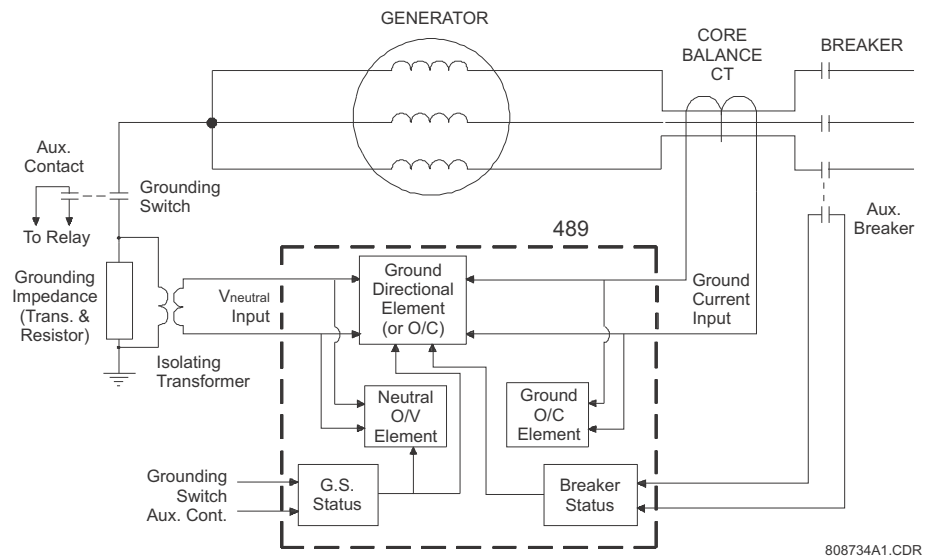 GENERATOR
CORE
BALANCE
CT
BREAKER
Aux.
Contact
Grounding
Switch
To Relay
Aux.
Breaker
489
Grounding
Impedance
(Trans. &
Resistor)
Vneutral
Input
Ground
Directional
Element
(or O/C)
Ground
Current
Input
Isolating
Transformer
Neutral
O/V
Element
Ground
O/C
Element
Grounding
Switch
Aux. Cont.
G.S.
Status
Breaker
Status
808734A1.CDR